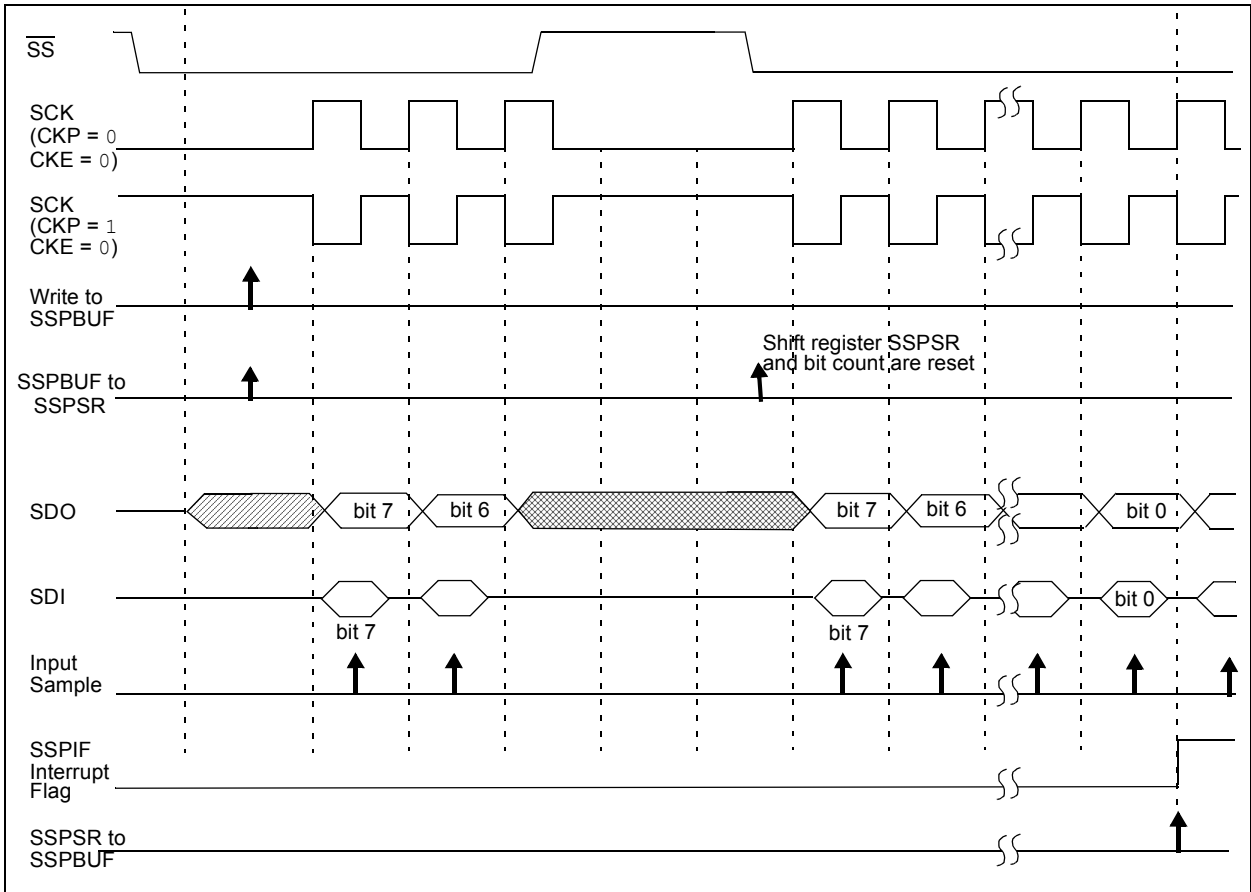 SS
SCK
(CKP = 0
CKE = 0)
SCK
(CKP = 1
CKE = 0)
Write to
SSPBUF
Shift register SSPSR
and bit count are reset
SSPBUF to
SSPSR
SDO
bit 7
bit 6
bit 7
bit 6
bit 0
SDI
bit 0
bit 7
bit 7
Input
Sample
SSPIF
Interrupt
Flag
SSPSR to
SSPBUF